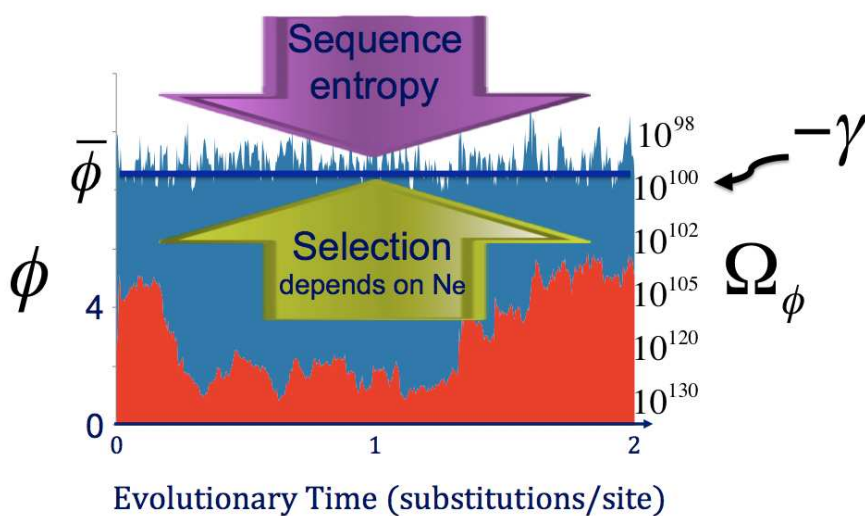 Sequence
entropy
10^98
−γ
ϕ̄
10^100
10^102
Selection
depends on Ne
ϕ
Ω_ϕ
10^105
4
10^120
10^130
0
0 1 2
Evolutionary Time (substitutions/site)